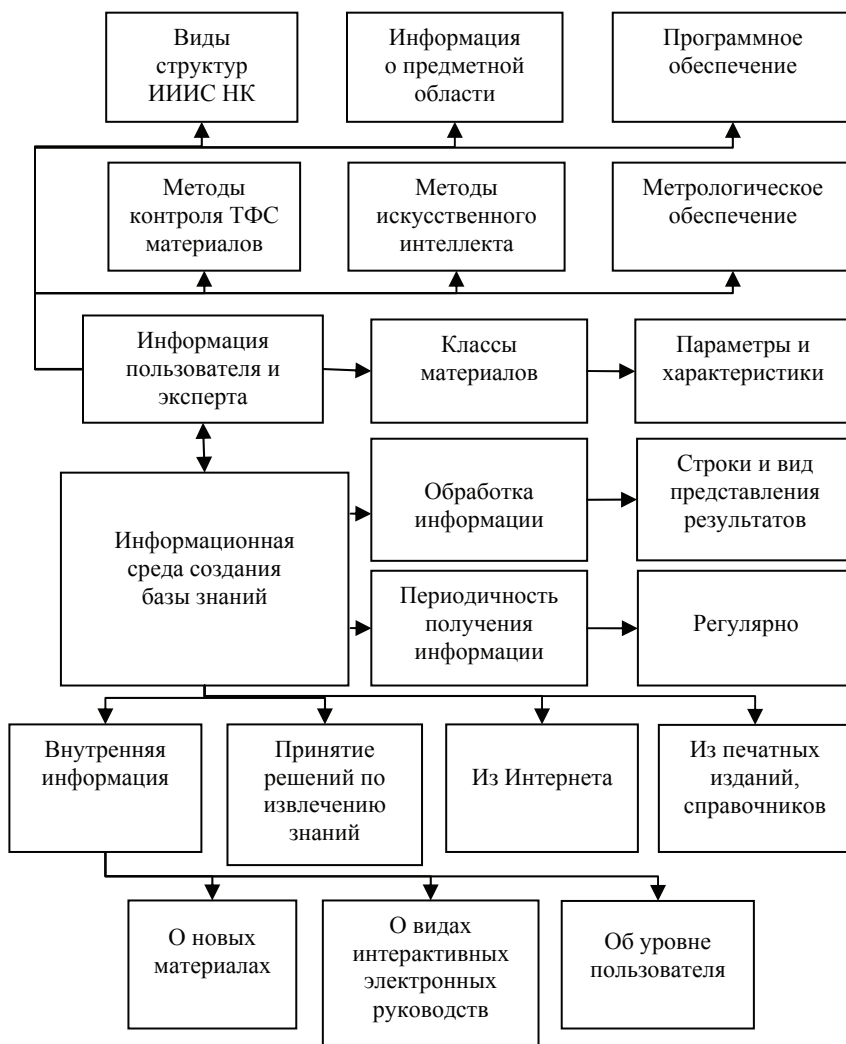 Виды
структур
ИИИС НК
Информация
о предметной
области
Программное
обеспечение
Методы
контроля ТФС
материалов
Методы
искусственного
интеллекта
Метрологическое
обеспечение
Информация
пользователя и
эксперта
Классы
материалов
Параметры и
характеристики
Информационная
среда создания
базы знаний
Обработка
информации
Строки и вид
представления
результатов
Периодичность
получения
информации
Регулярно
Внутренняя
информация
Принятие
решений по
извлечению
знаний
Из Интернета
Из печатных
изданий,
справочников
О новых
материалах
О видах
интерактивных
электронных
руководств
Об уровне
пользователя